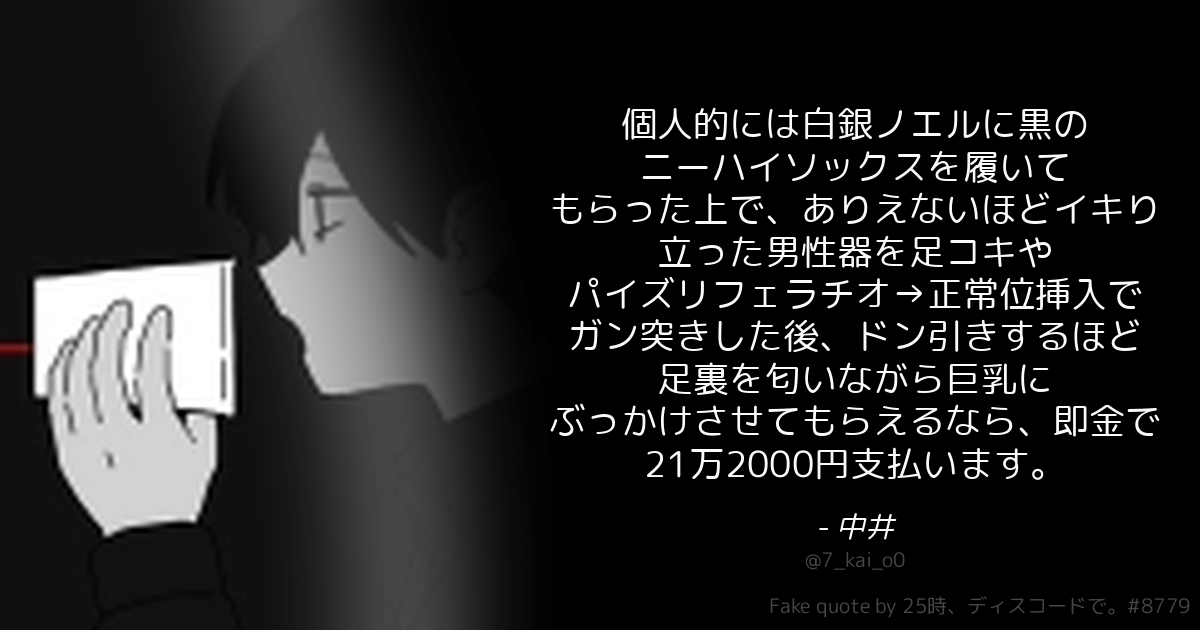 個人的には白銀ノエルに黒の
ニーハイソックスを履いて
もらった上で、ありえないほどイキり
立った男性器を足コキや
パイズリフェラチオ→正常位挿入で
ガン突きした後、ドン引きするほど
足裏を匂いながら巨乳に
ぶっかけさせてもらえるなら、即金で
21万2000円支払います。
- 中井
@7_kai_o0
Fake quote by 25時、ディスコードで。#8779